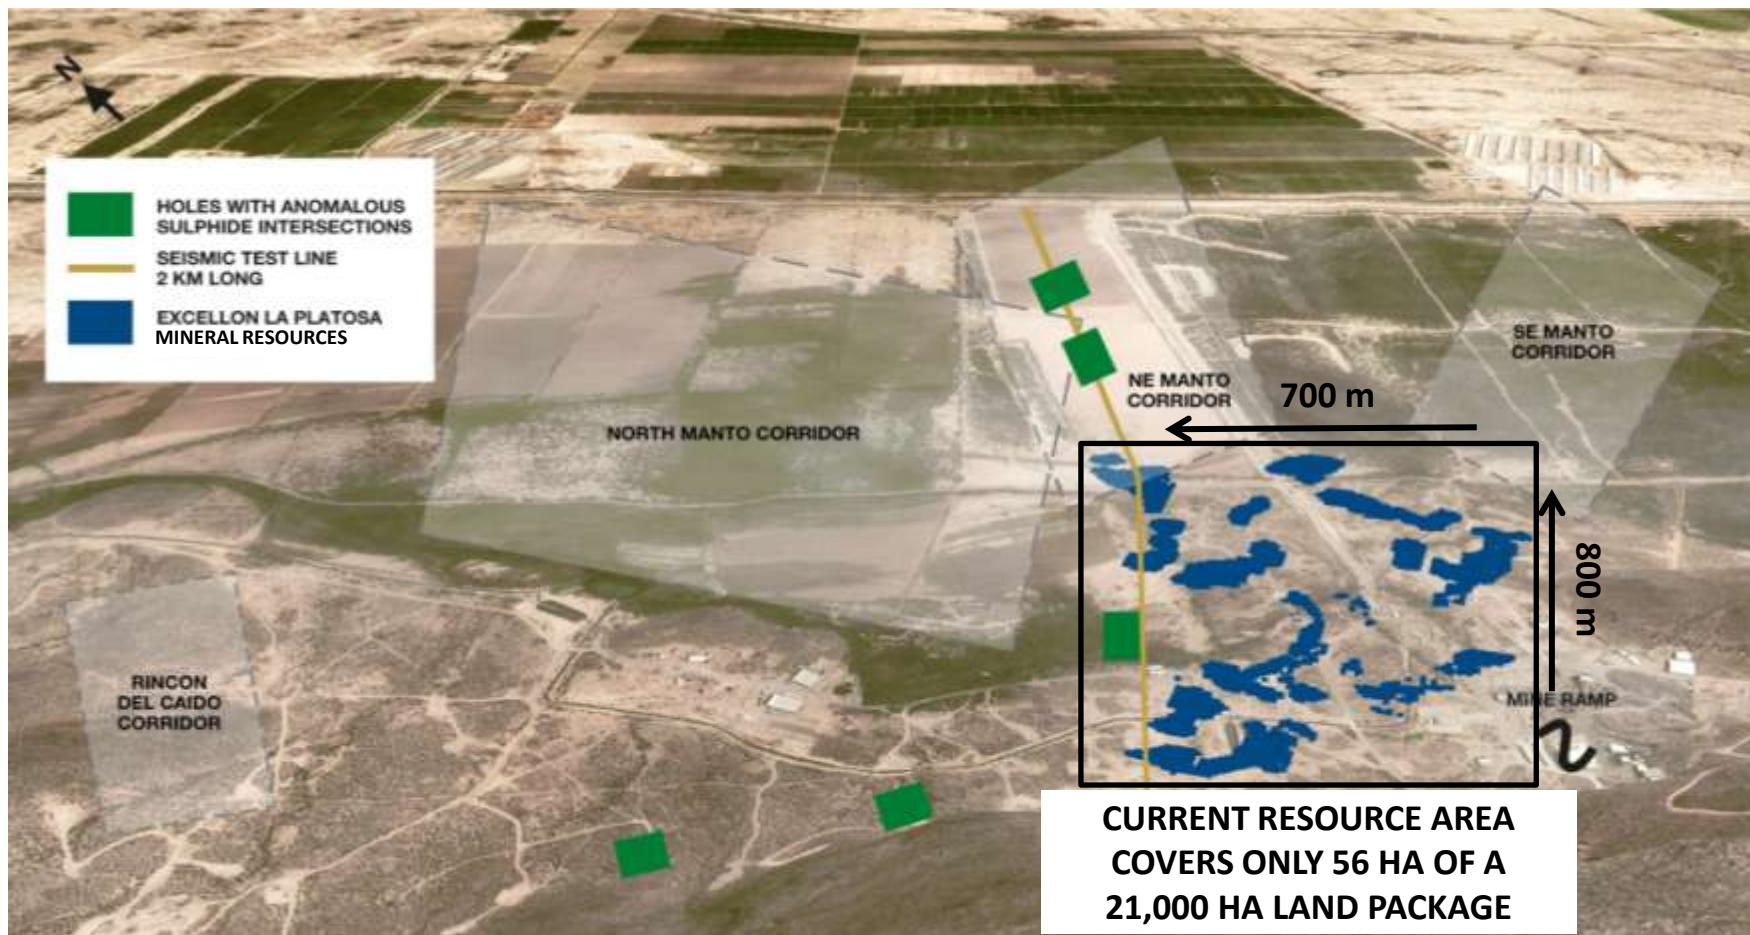 N
HOLES WITH ANOMALOUS
SULPHIDE INTERSECTIONS
SEISMIC TEST LINE
2 KM LONG
EXCELLON LA PLATOSA
MINERAL RESOURCES
SE MANTO
CORRIDOR
NE MANTO
CORRIDOR
700 m
NORTH MANTO CORRIDOR
800 m
RINCON
DEL CAIDO
CORRIDOR
MINE RAMP
CURRENT RESOURCE AREA
COVERS ONLY 56 HA OF A
21,000 HA LAND PACKAGE